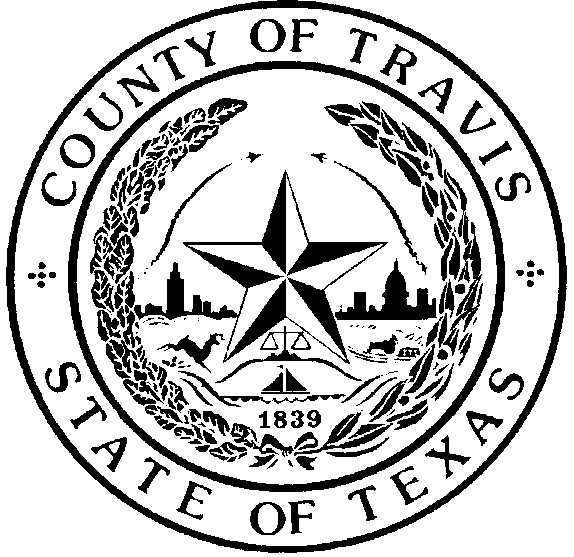 COUNTY OF TRAVIS
1839
STATE OF TEXAS